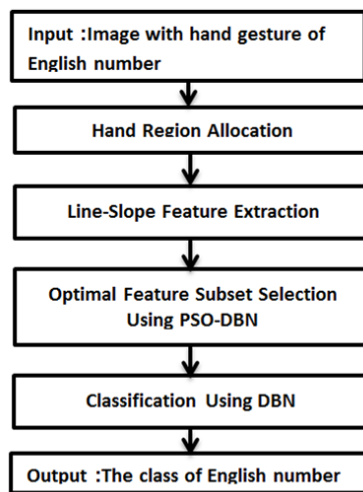 Input :Image with hand gesture of
English number
Hand Region Allocation
Line-Slope Feature Extraction
Optimal Feature Subset Selection
Using PSO-DBN
Classification Using DBN
Output :The class of English number